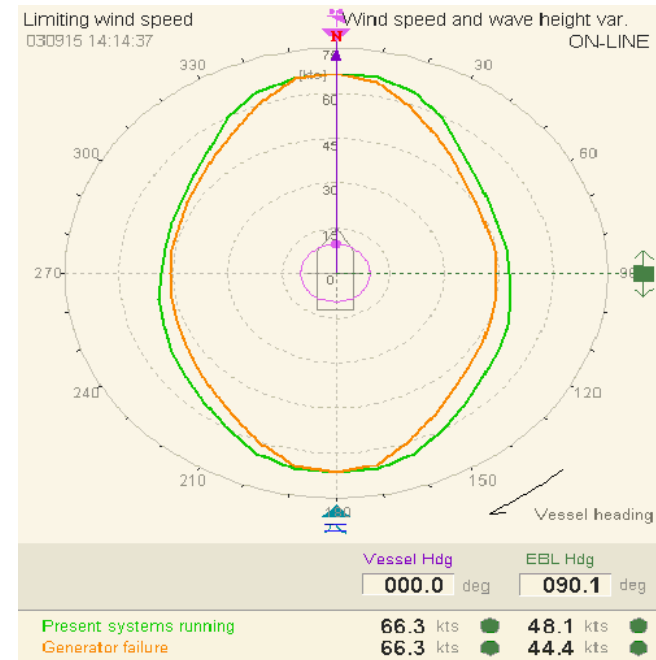 Limiting wind speed
Wind speed and wave height var.
030915 14:14:37
ON-LINE
N
75
[kts]
330
30
60
45
300
60
30
15
270
0
90
240
120
210
150
180
Vessel heading
Vessel Hdg
EBL Hdg
000.0 deg
090.1 deg
Present systems running 66.3 kts 48.1 kts
Generator failure 66.3 kts 44.4 kts